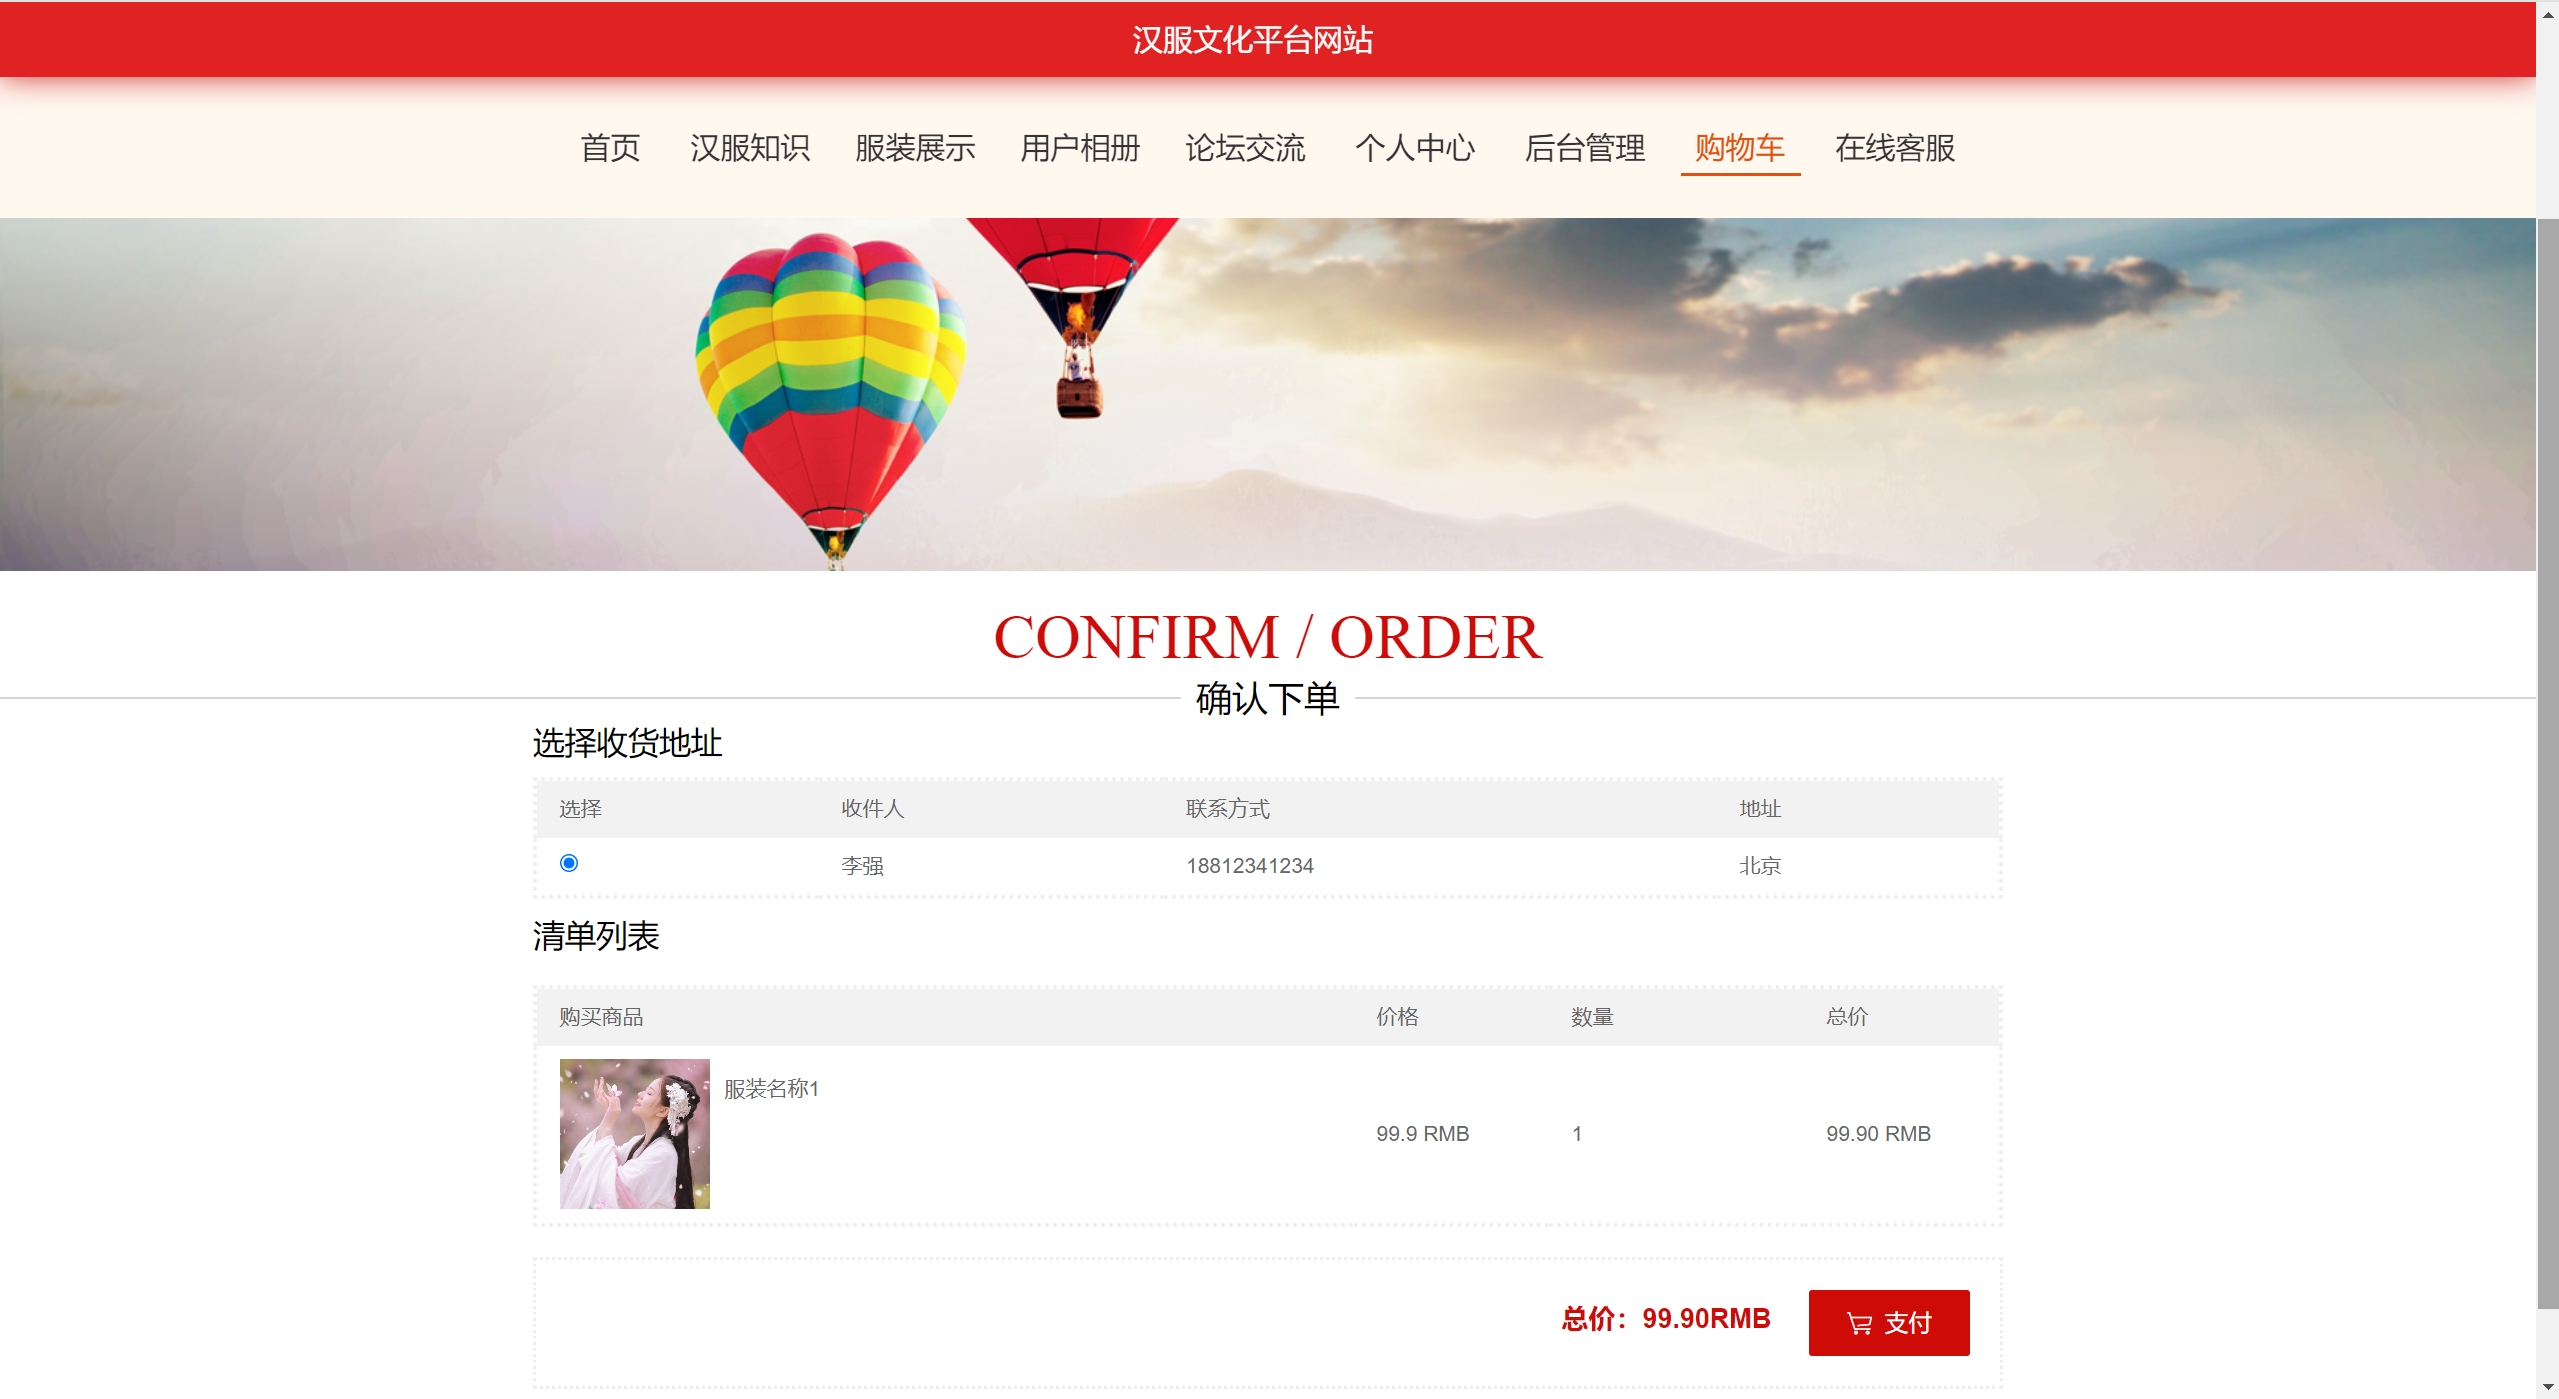 汉服文化平台网站
首页 汉服知识 服装展示 用户相册 论坛交流 个人中心 后台管理 购物车 在线客服
CONFIRM / ORDER
确认下单
选择收货地址
选择 收件人 联系方式 地址
李强 18812341234 北京
清单列表
购买商品 价格 数量 总价
服装名称1
99.9 RMB 1 99.90 RMB
总价：99.90RMB 支付